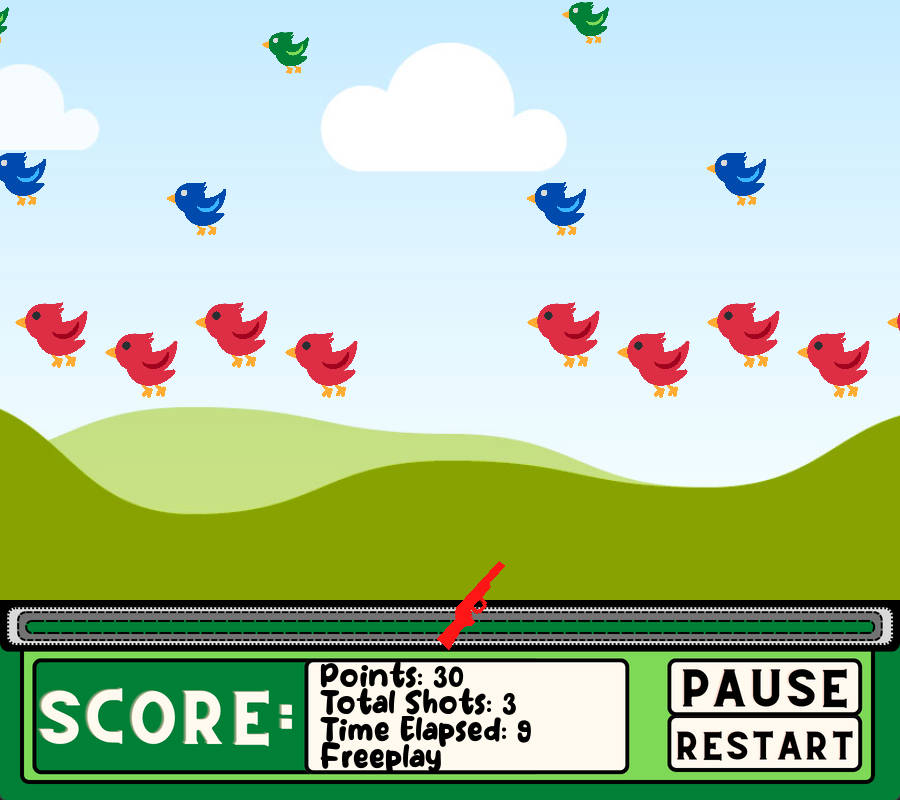 SCORE:
Points: 30
Total Shots: 3
Time Elapsed: 9
Freeplay
PAUSE
RESTART